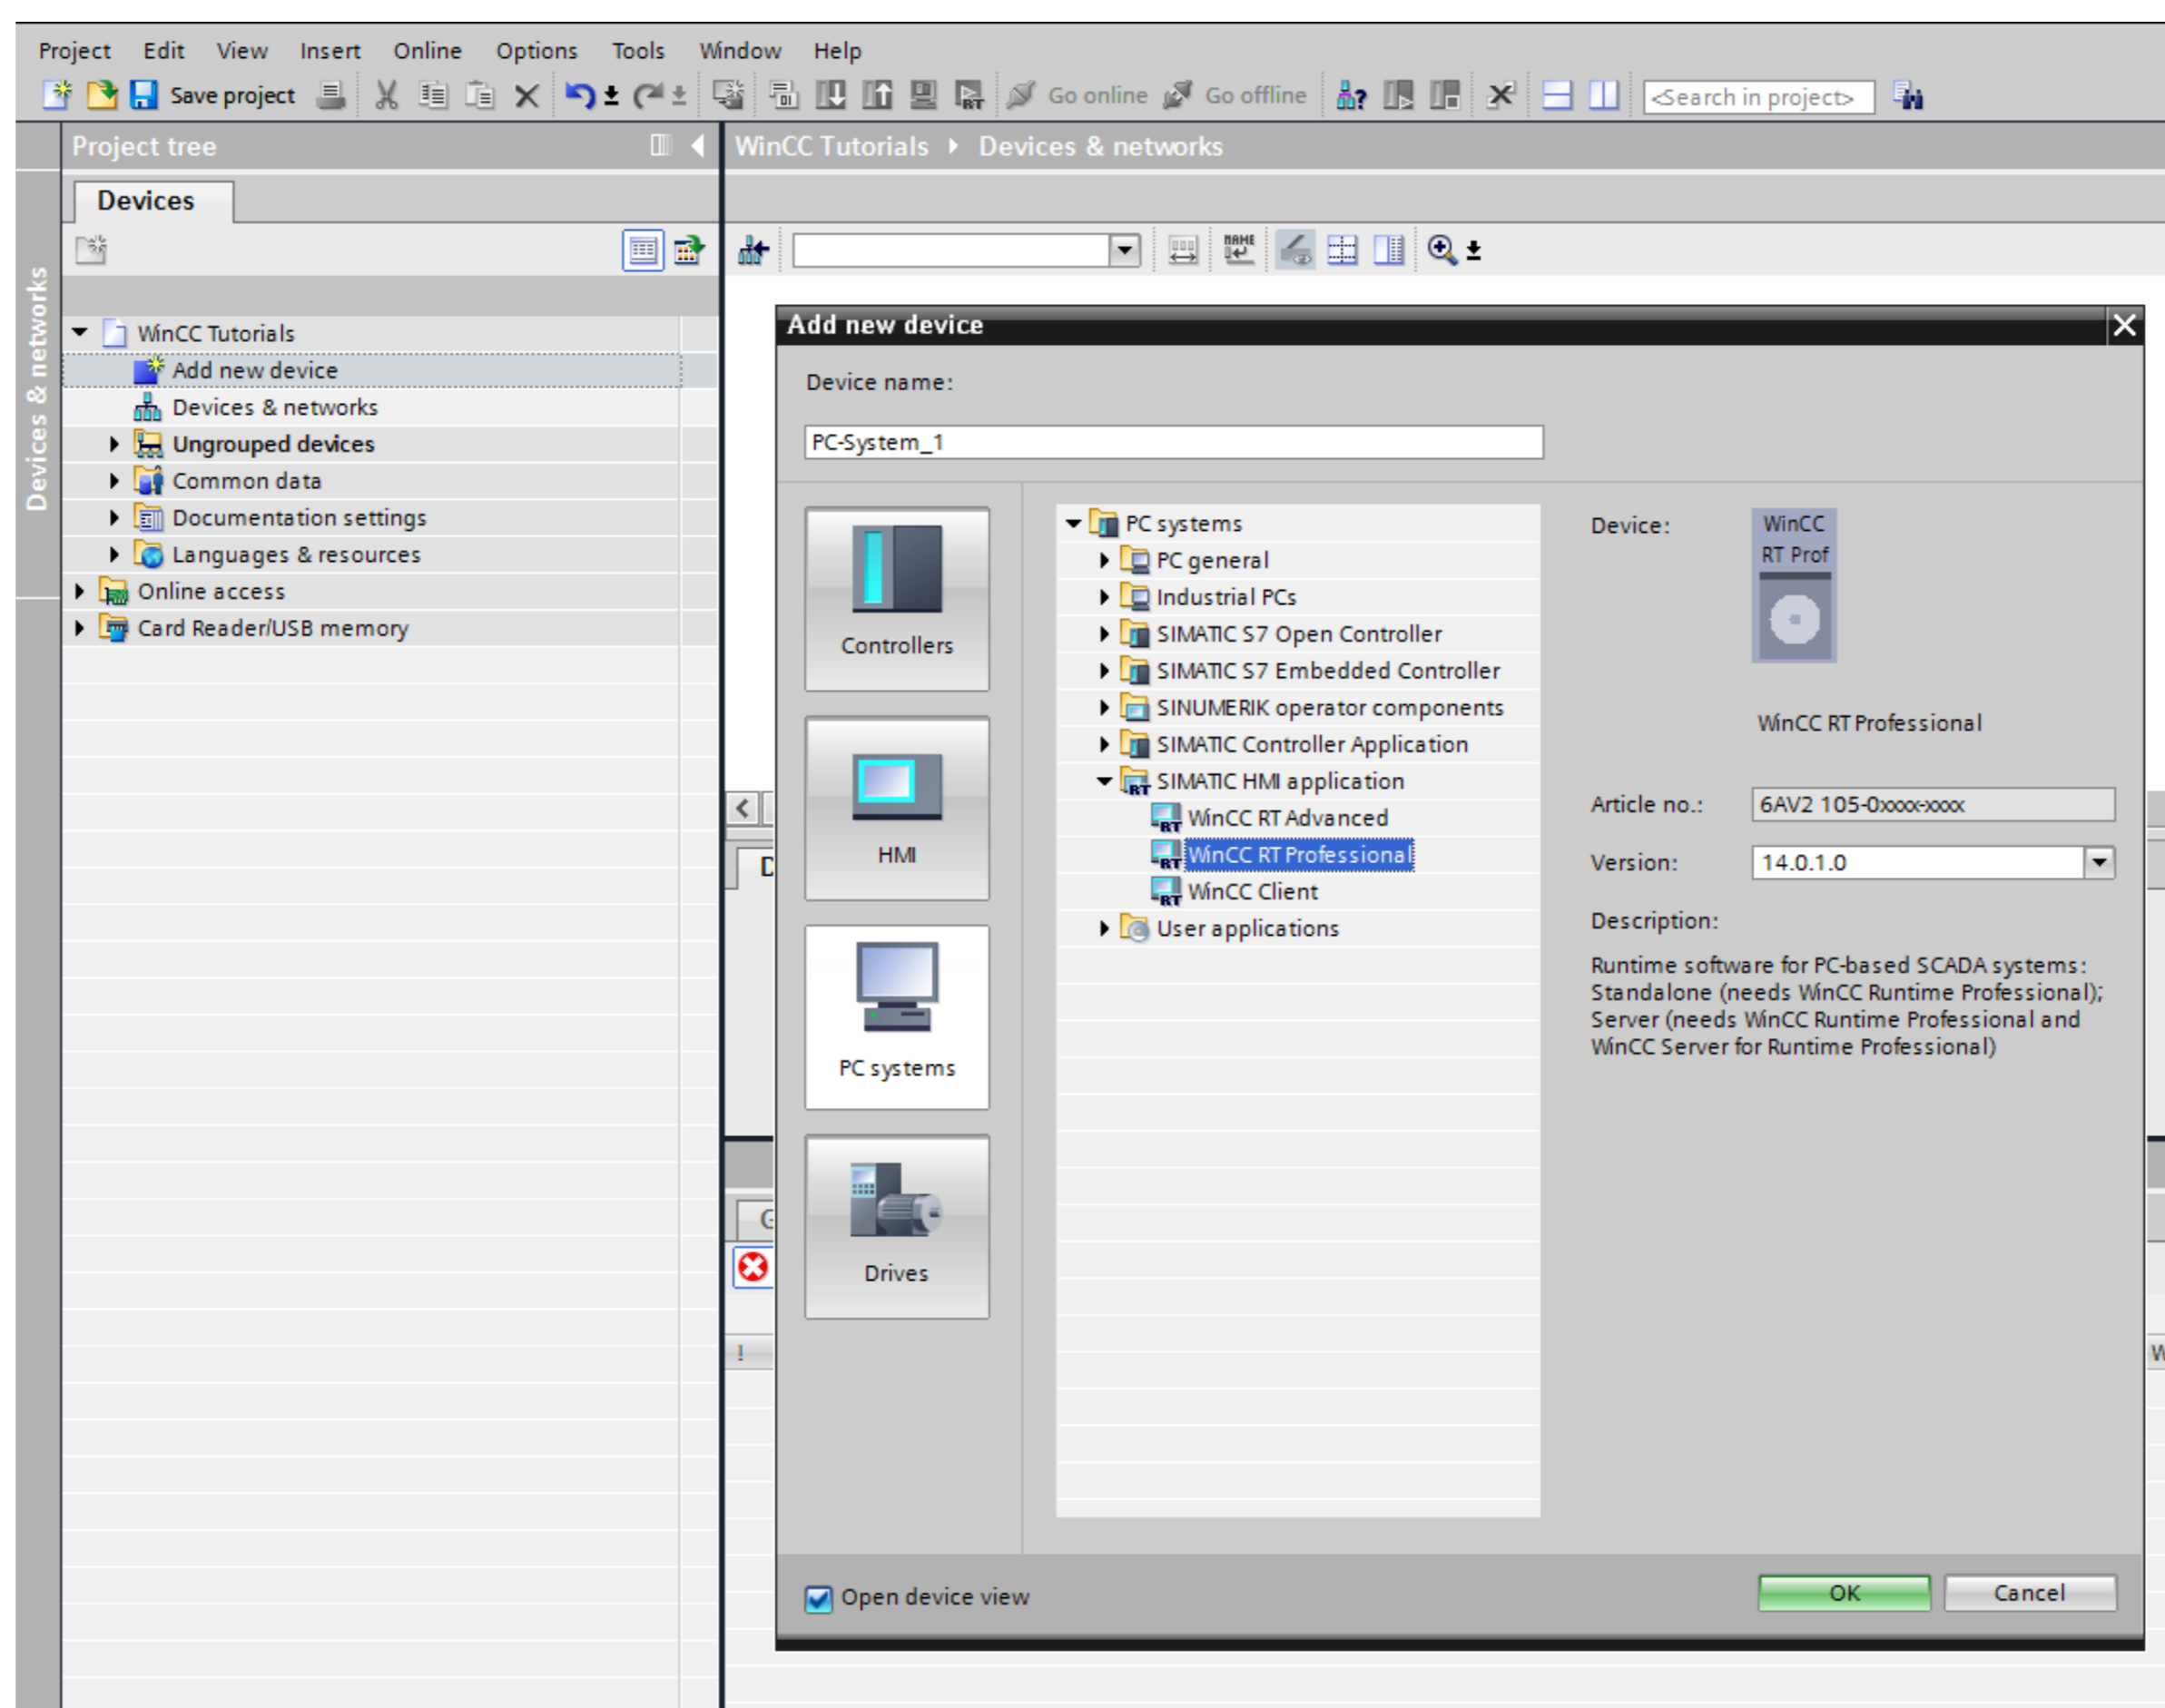 Project Edit View Insert Online Options Tools Window Help
Save project Go online Go offline <Search in project>
Project tree
WinCC Tutorials Devices & networks
Devices
Devices & networks
NAME
WinCC Tutorials
Add new device
Devices & networks
Ungrouped devices
Common data
Documentation settings
Languages & resources
Online access
Card Reader/USB memory
Add new device
Device name:
PC-System_1
Controllers
HMI
PC systems
Drives
PC systems
PC general
Industrial PCs
SIMATIC S7 Open Controller
SIMATIC S7 Embedded Controller
SINUMERIK operator components
SIMATIC Controller Application
SIMATIC HMI application
WinCC RT Advanced
WinCC RT Professional
WinCC Client
User applications
Device:
WinCC
RT Prof
WinCC RT Professional
Article no.: 6AV2 105-0xxxx-xxxx
Version: 14.0.1.0
Description:
Runtime software for PC-based SCADA systems:
Standalone (needs WinCC Runtime Professional);
Server (needs WinCC Runtime Professional and
WinCC Server for Runtime Professional)
!
Open device view
OK Cancel